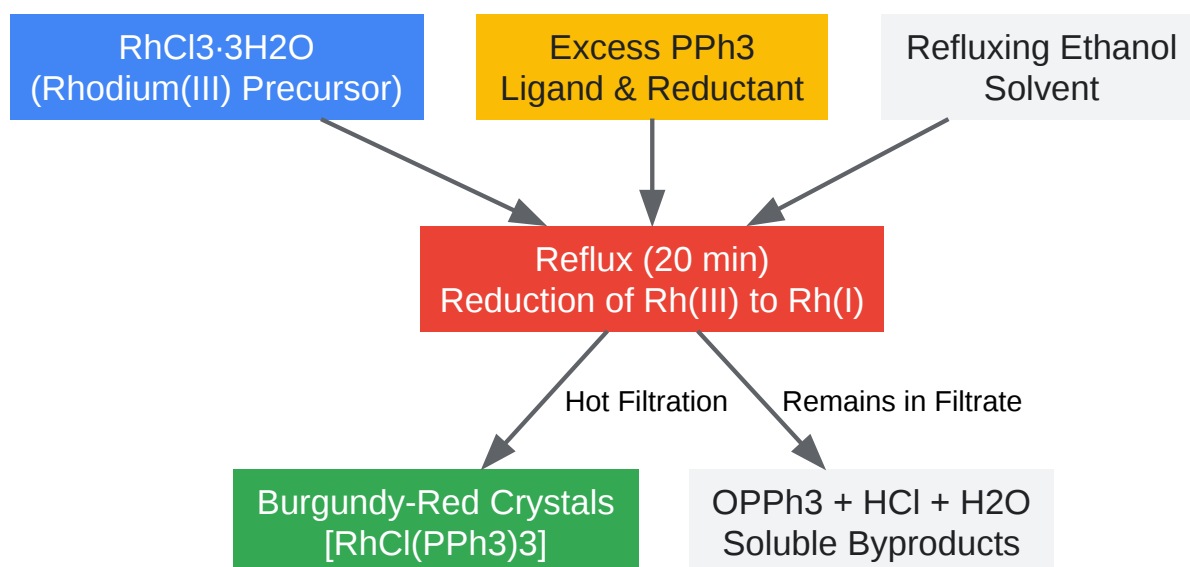 RhCl3·3H2O
(Rhodium(III) Precursor)
Excess PPh3
Ligand & Reductant
Refluxing Ethanol
Solvent
Reflux (20 min)
Reduction of Rh(III) to Rh(I)
Hot Filtration
Remains in Filtrate
Burgundy-Red Crystals
[RhCl(PPh3)3]
OPPh3 + HCl + H2O
Soluble Byproducts